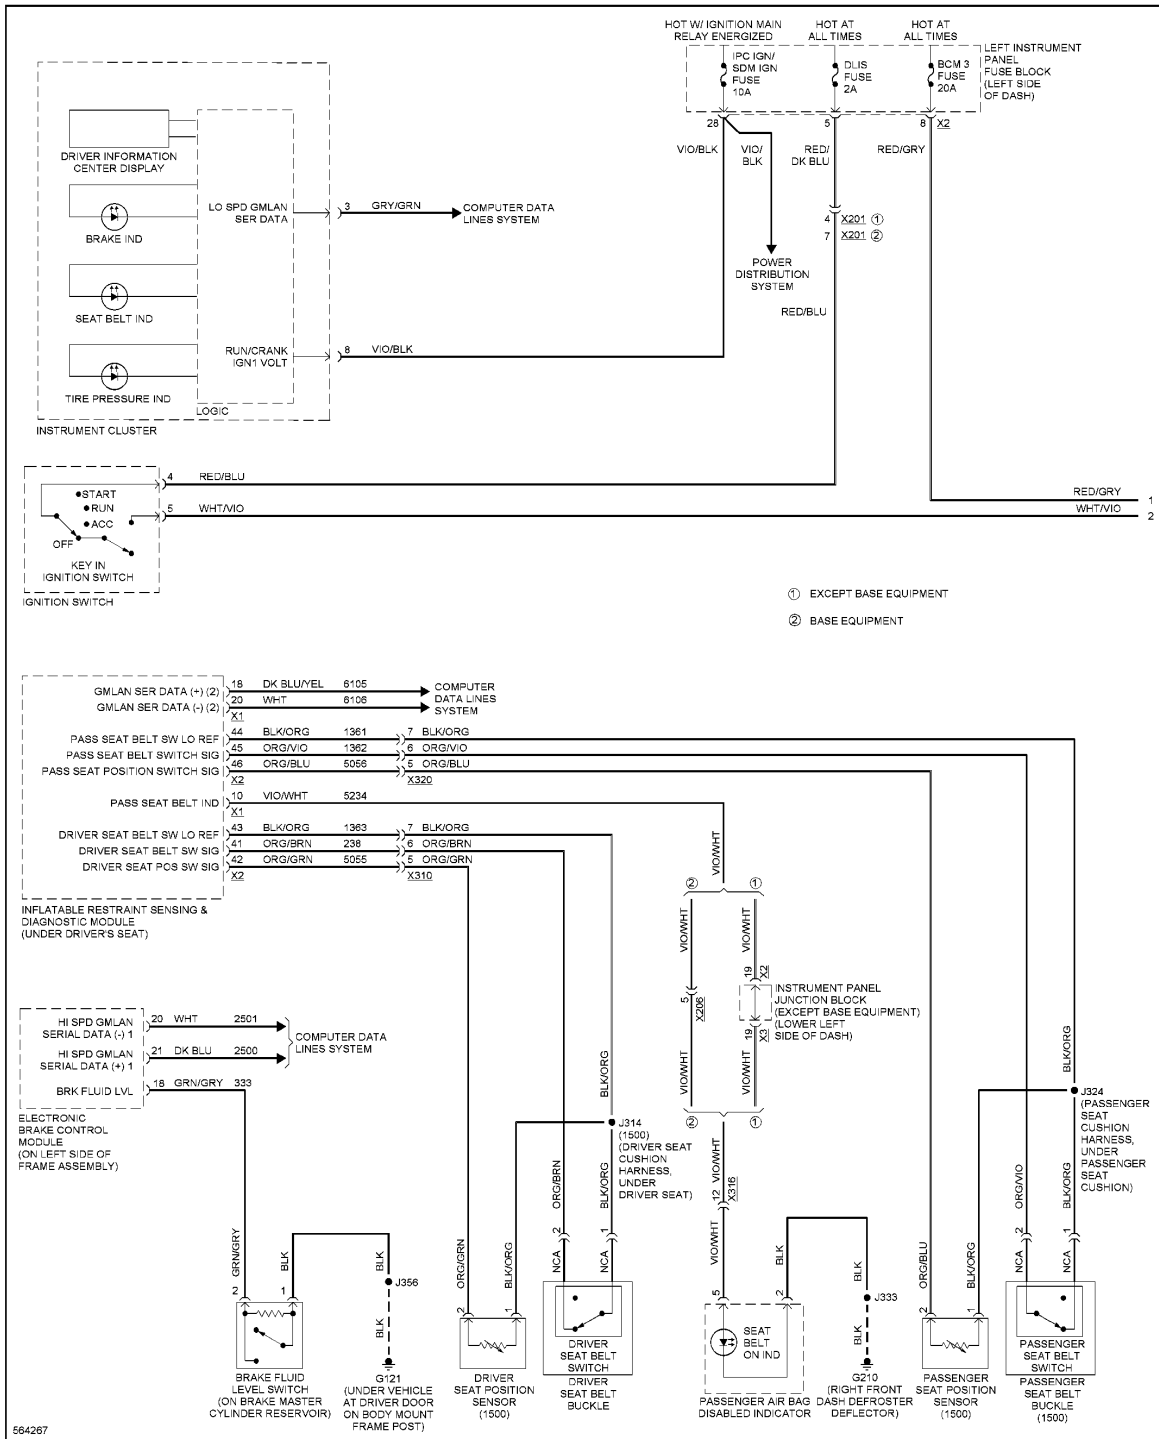 HOT W/ IGNITION MAIN
RELAY ENERGIZED
HOT AT
ALL TIMES
HOT AT
ALL TIMES
LEFT INSTRUMENT
PANEL
FUSE BLOCK
(LEFT SIDE
OF DASH)
IPC IGN/
SDM IGN
FUSE
10A
DLIS
FUSE
2A
BCM 3
FUSE
20A
28
5
8 X2
VIO/BLK
VIO/
BLK
RED/
DK BLU
RED/GRY
4 X201 ①
7 X201 ②
POWER
DISTRIBUTION
SYSTEM
RED/BLU
DRIVER INFORMATION
CENTER DISPLAY
BRAKE IND
SEAT BELT IND
TIRE PRESSURE IND
LO SPD GMLAN
SER DATA
3 GRY/GRN
COMPUTER DATA
LINES SYSTEM
RUN/CRANK
IGN1 VOLT
8 VIO/BLK
LOGIC
INSTRUMENT CLUSTER
4 RED/BLU
START
RUN
ACC
OFF
5 WHT/VIO
KEY IN
IGNITION SWITCH
IGNITION SWITCH
RED/GRY 1
WHT/VIO 2
① EXCEPT BASE EQUIPMENT
② BASE EQUIPMENT
GMLAN SER DATA (+) (2) 18 DK BLU/YEL 6105
GMLAN SER DATA (-) (2) 20 WHT 6106
X1
COMPUTER
DATA LINES
SYSTEM
PASS SEAT BELT SW LO REF 44 BLK/ORG 1361 7 BLK/ORG
PASS SEAT BELT SWITCH SIG 45 ORG/VIO 1362 6 ORG/VIO
PASS SEAT POSITION SWITCH SIG 46 ORG/BLU 5056 5 ORG/BLU
X2 X320
PASS SEAT BELT IND 10 VIO/WHT 5234
X1
DRIVER SEAT BELT SW LO REF 43 BLK/ORG 1363 7 BLK/ORG
DRIVER SEAT BELT SW SIG 41 ORG/BRN 238 6 ORG/BRN
DRIVER SEAT POS SW SIG 42 ORG/GRN 5055 5 ORG/GRN
X2 X310
INFLATABLE RESTRAINT SENSING &
DIAGNOSTIC MODULE
(UNDER DRIVER'S SEAT)
VIO/WHT
② ①
VIO/WHT
VIO/WHT
5 X206
19 X2
INSTRUMENT PANEL
JUNCTION BLOCK
(EXCEPT BASE EQUIPMENT)
(LOWER LEFT
SIDE OF DASH)
19 X3
VIO/WHT
VIO/WHT
② ①
VIO/WHT
12 X316
VIO/WHT
HI SPD GMLAN
SERIAL DATA (-) 1
20 WHT 2501
HI SPD GMLAN
SERIAL DATA (+) 1
21 DK BLU 2500
COMPUTER DATA
LINES SYSTEM
BRK FLUID LVL 18 GRN/GRY 333
ELECTRONIC
BRAKE CONTROL
MODULE
(ON LEFT SIDE OF
FRAME ASSEMBLY)
BLK/ORG
J314
(1500)
(DRIVER SEAT
CUSHION
HARNESS,
UNDER
DRIVER SEAT)
BLK/ORG
J324
(PASSENGER
SEAT
CUSHION
HARNESS,
UNDER
PASSENGER
SEAT
CUSHION)
GRN/GRY
2
BLK
1
BLK
J356
BLK
ORG/GRN
2
BLK/ORG
1
ORG/BRN
2
NCA
BLK/ORG
1
NCA
5
BLK
2
BLK
J333
BLK
ORG/BLU
2
BLK/ORG
1
ORG/VIO
2
NCA
BLK/ORG
1
NCA
BRAKE FLUID
LEVEL SWITCH
(ON BRAKE MASTER
CYLINDER RESERVOIR)
G121
(UNDER VEHICLE
AT DRIVER DOOR
ON BODY MOUNT
FRAME POST)
DRIVER
SEAT POSITION
SENSOR
(1500)
DRIVER
SEAT BELT
SWITCH
DRIVER
SEAT BELT
BUCKLE
SEAT
BELT
ON IND
PASSENGER AIR BAG
DISABLED INDICATOR
G210
(RIGHT FRONT
DASH DEFROSTER
DEFLECTOR)
PASSENGER
SEAT POSITION
SENSOR
(1500)
PASSENGER
SEAT BELT
SWITCH
PASSENGER
SEAT BELT
BUCKLE
(1500)
564267